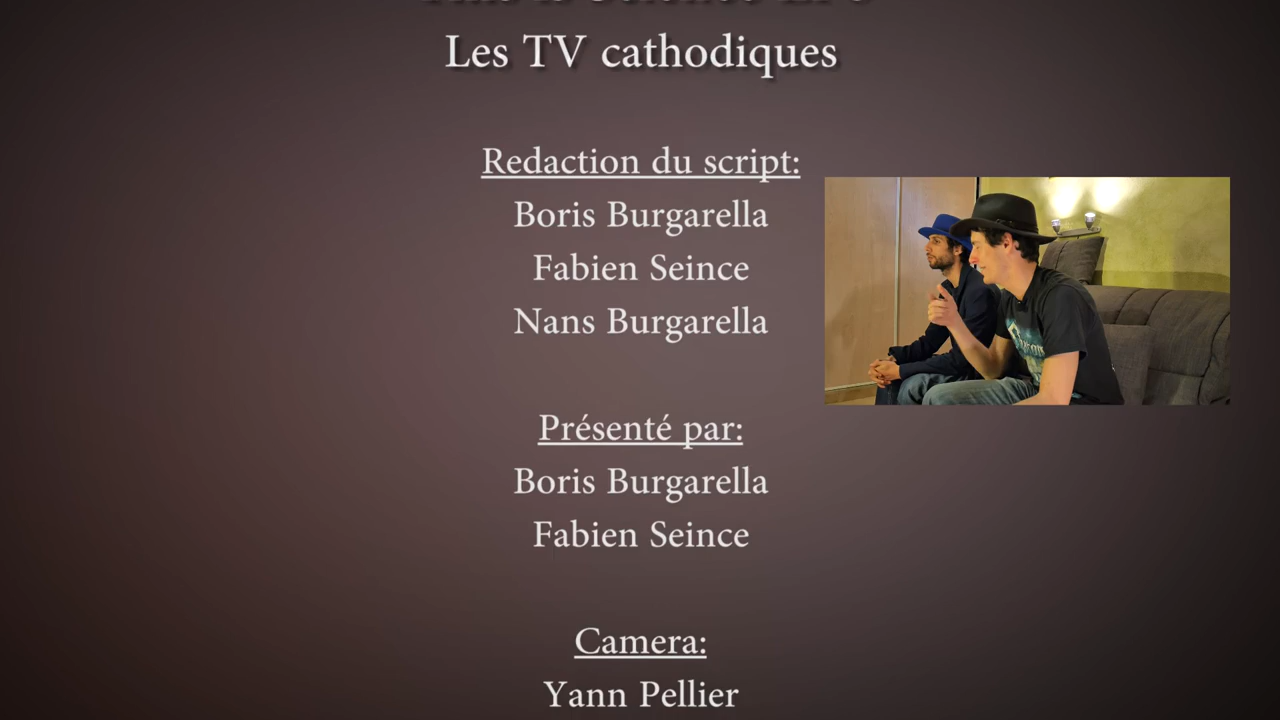 Les TV cathodiques
Redaction du script:
Boris Burgarella
Fabien Seince
Nans Burgarella
Présenté par:
Boris Burgarella
Fabien Seince
Camera:
Yann Pellier